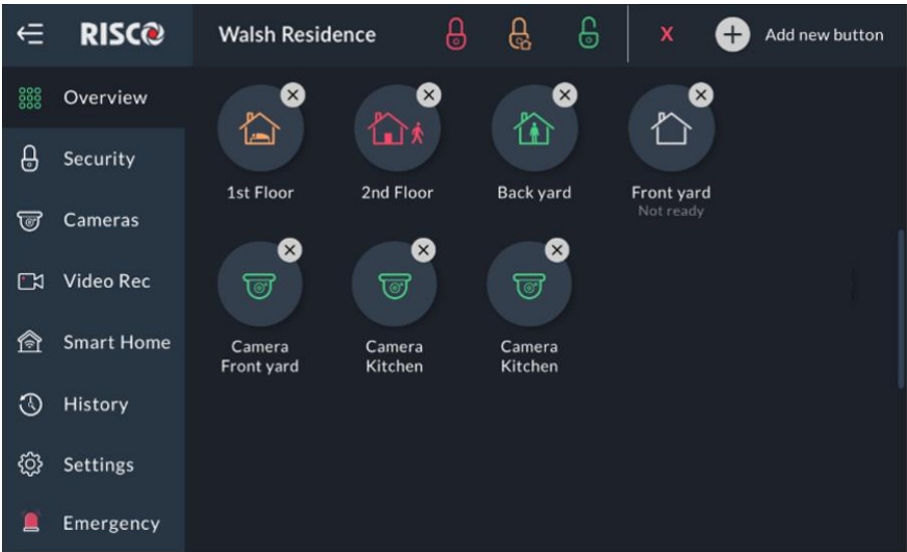 RISCO
Walsh Residence
X
Add new button
Overview
Security
Cameras
Video Rec
Smart Home
History
Settings
Emergency
1st Floor
2nd Floor
Back yard
Front yard
Not ready
Camera
Front yard
Camera
Kitchen
Camera
Kitchen